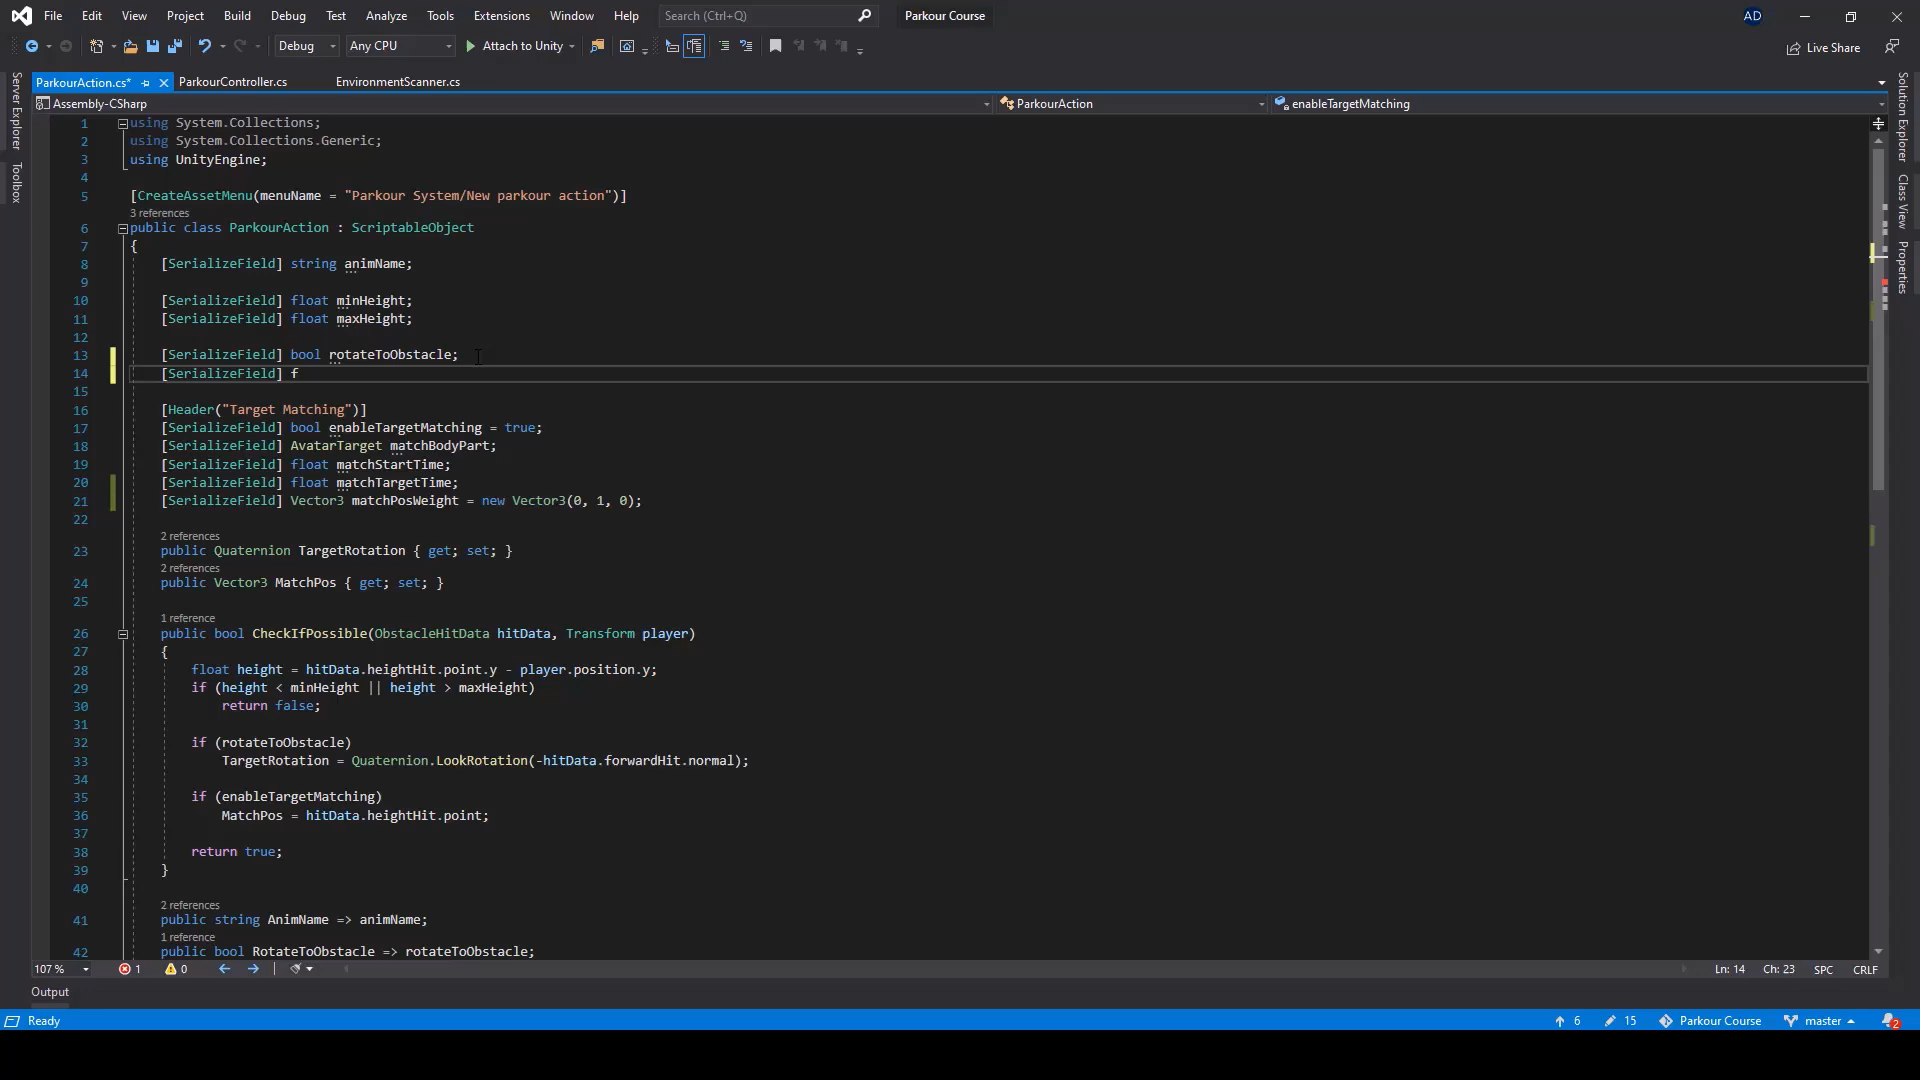 File Edit View Project Build Debug Test Analyze Tools Extensions Window Help Search (Ctrl+Q) Parkour Course AD
Debug Any CPU Attach to Unity Live Share
ParkourAction.cs* ParkourController.cs EnvironmentScanner.cs
Assembly-CSharp ParkourAction enableTargetMatching
Server Explorer
Toolbox
Solution Explorer
Class View
Properties
1 using System.Collections;
2 using System.Collections.Generic;
3 using UnityEngine;
4
5 [CreateAssetMenu(menuName = "Parkour System/New parkour action")]
3 references
6 public class ParkourAction : ScriptableObject
7 {
8 [SerializeField] string animName;
9
10 [SerializeField] float minHeight;
11 [SerializeField] float maxHeight;
12
13 [SerializeField] bool rotateToObstacle;
14 [SerializeField] f
15
16 [Header("Target Matching")]
17 [SerializeField] bool enableTargetMatching = true;
18 [SerializeField] AvatarTarget matchBodyPart;
19 [SerializeField] float matchStartTime;
20 [SerializeField] float matchTargetTime;
21 [SerializeField] Vector3 matchPosWeight = new Vector3(0, 1, 0);
22
2 references
23 public Quaternion TargetRotation { get; set; }
2 references
24 public Vector3 MatchPos { get; set; }
25
1 reference
26 public bool CheckIfPossible(ObstacleHitData hitData, Transform player)
27 {
28 float height = hitData.heightHit.point.y - player.position.y;
29 if (height < minHeight || height > maxHeight)
30 return false;
31
32 if (rotateToObstacle)
33 TargetRotation = Quaternion.LookRotation(-hitData.forwardHit.normal);
34
35 if (enableTargetMatching)
36 MatchPos = hitData.heightHit.point;
37
38 return true;
39 }
40
2 references
41 public string AnimName => animName;
1 reference
42 public bool RotateToObstacle => rotateToObstacle;
107 % 1 0 Ln: 14 Ch: 23 SPC CRLF
Output
Ready 6 15 Parkour Course master 2